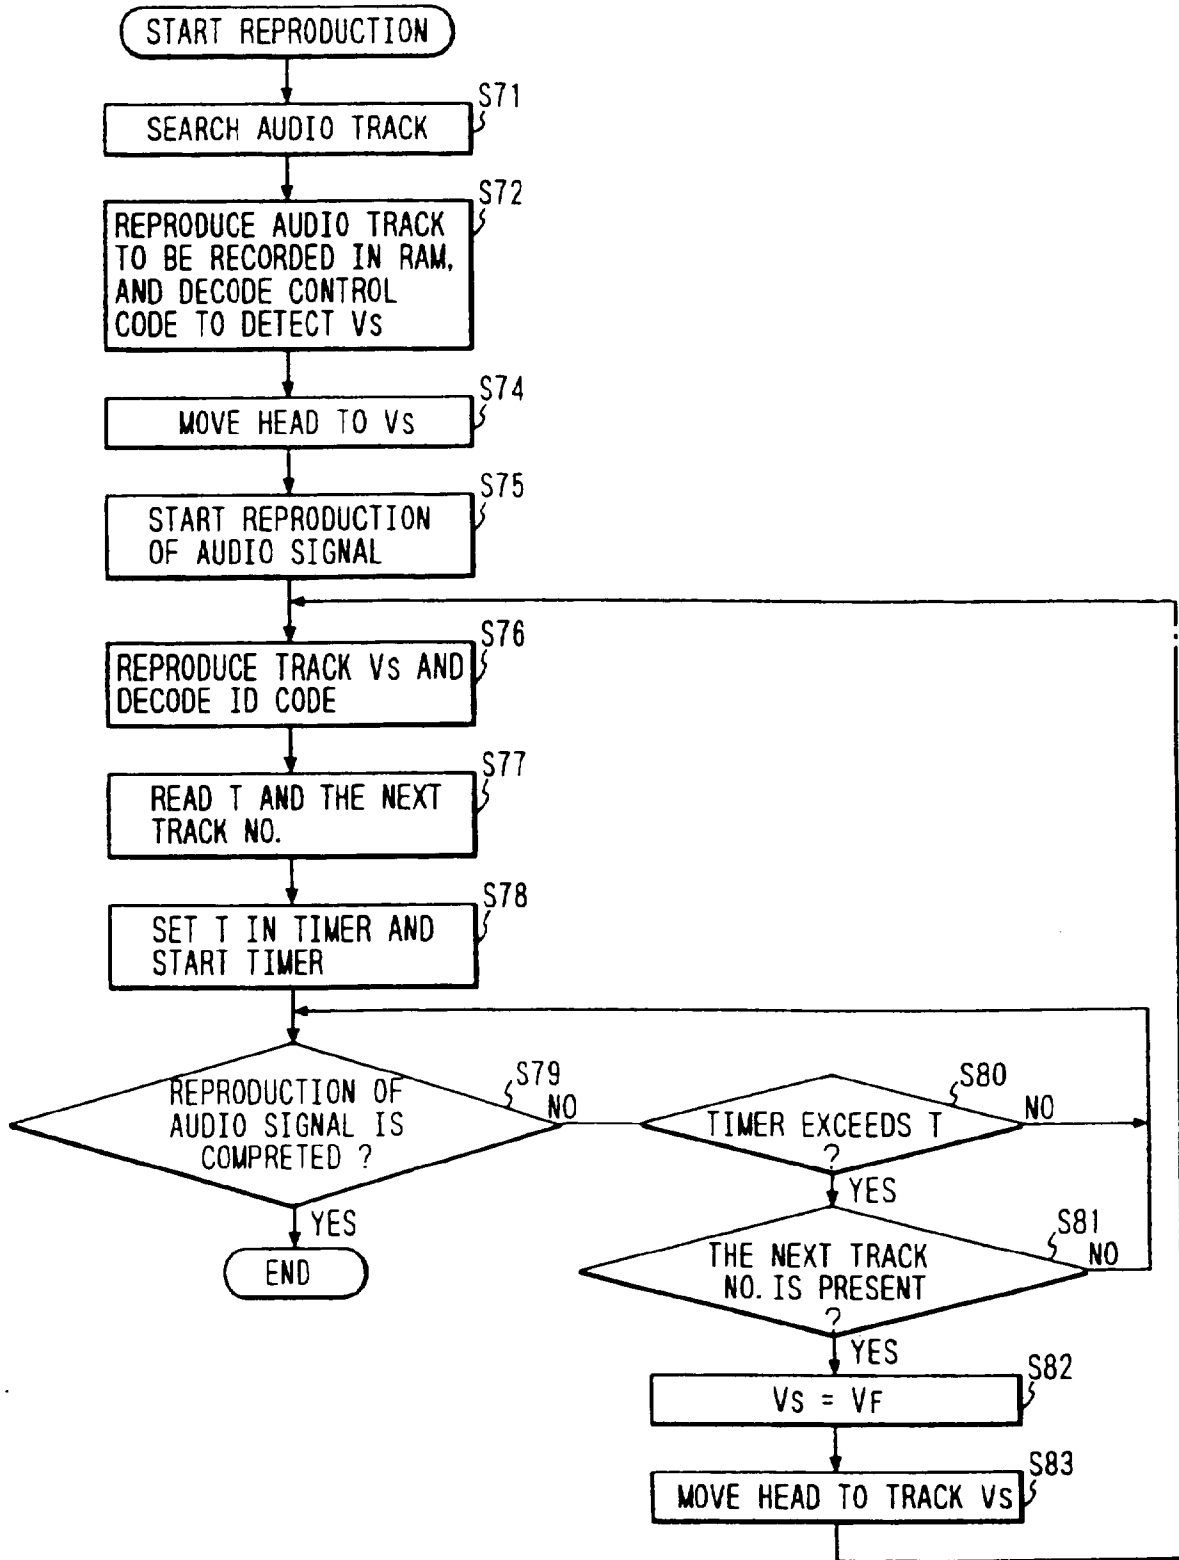 START REPRODUCTION
S71
SEARCH AUDIO TRACK
S72
REPRODUCE AUDIO TRACK
TO BE RECORDED IN RAM,
AND DECODE CONTROL
CODE TO DETECT Vs
S74
MOVE HEAD TO Vs
S75
START REPRODUCTION
OF AUDIO SIGNAL
S76
REPRODUCE TRACK Vs AND
DECODE ID CODE
S77
READ T AND THE NEXT
TRACK NO.
S78
SET T IN TIMER AND
START TIMER
S79
REPRODUCTION OF
AUDIO SIGNAL IS
COMPRETED ?
NO
YES
END
S80
TIMER EXCEEDS T
?
NO
YES
S81
THE NEXT TRACK
NO. IS PRESENT
?
NO
YES
S82
Vs = VF
S83
MOVE HEAD TO TRACK Vs